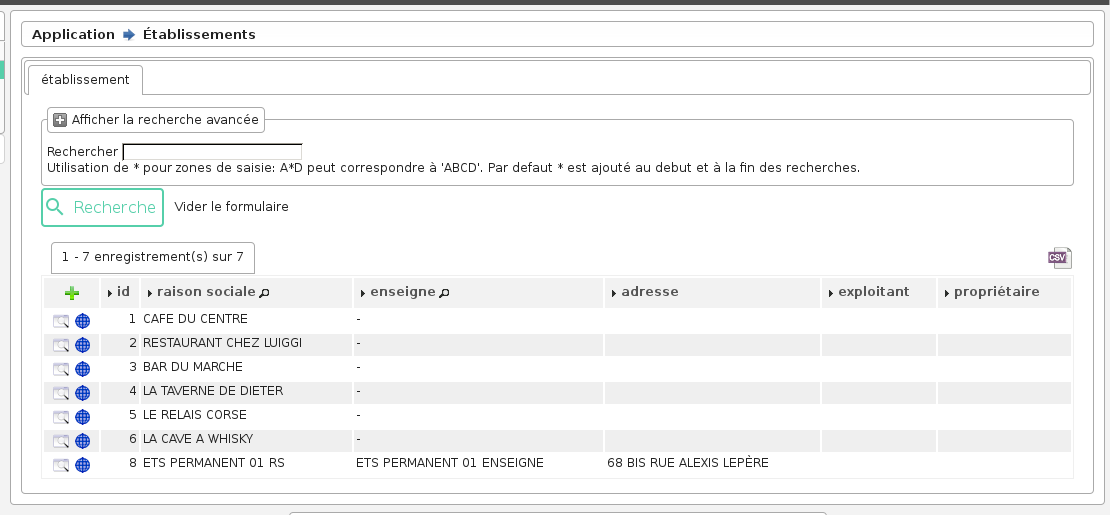 Application Établissements
établissement
Afficher la recherche avancée
Rechercher
Utilisation de * pour zones de saisie: A*D peut correspondre à 'ABCD'. Par defaut * est ajouté au debut et à la fin des recherches.
Recherche Vider le formulaire
1 - 7 enregistrement(s) sur 7
CSV
id raison sociale enseigne adresse exploitant propriétaire
1 CAFE DU CENTRE -
2 RESTAURANT CHEZ LUIGGI -
3 BAR DU MARCHE -
4 LA TAVERNE DE DIETER -
5 LE RELAIS CORSE -
6 LA CAVE A WHISKY -
8 ETS PERMANENT 01 RS ETS PERMANENT 01 ENSEIGNE 68 BIS RUE ALEXIS LEPÈRE